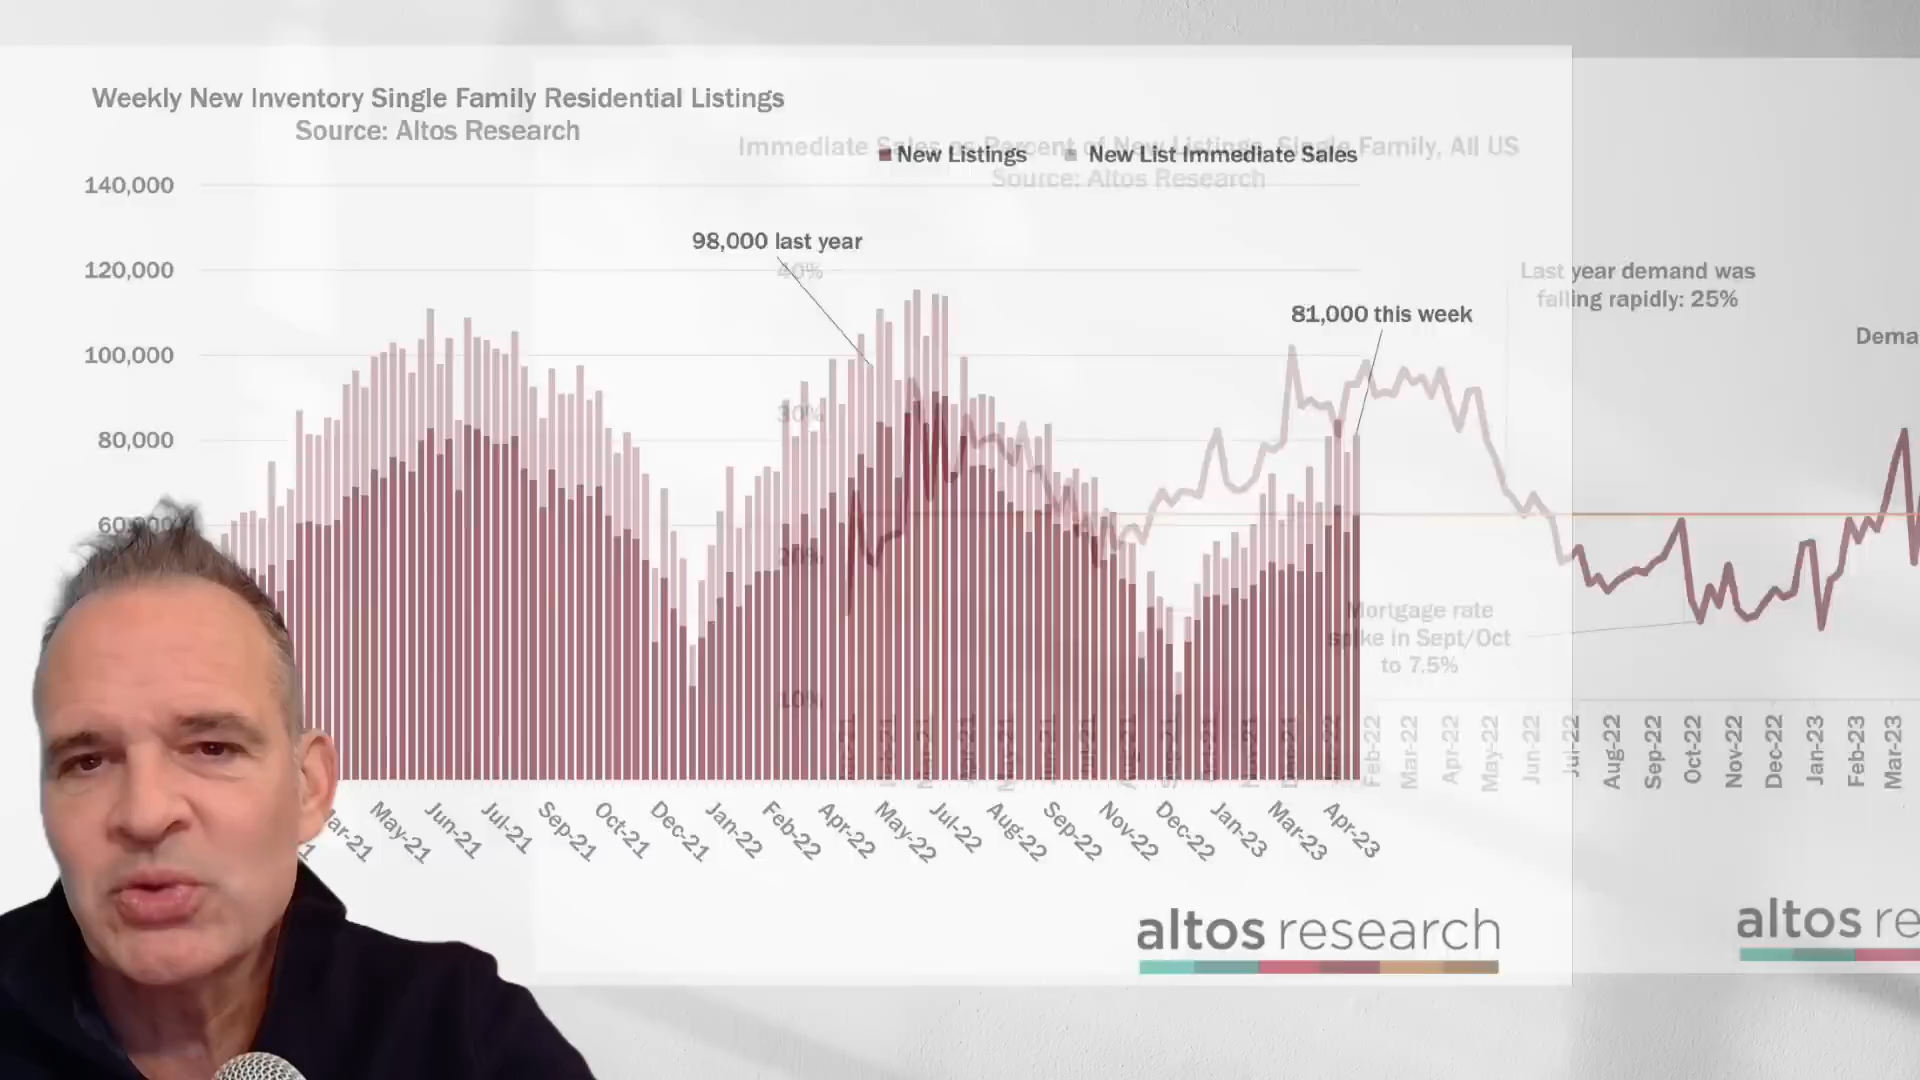 Weekly New Inventory Single Family Residential Listings
Source: Altos Research
Immediate Sales as Percent of New Listings, Single Family, All US
Source: Altos Research
New Listings
New List Immediate Sales
140,000
120,000
100,000
80,000
60,000
98,000 last year
81,000 this week
40%
30%
20%
10%
Last year demand was
falling rapidly: 25%
Dema
Mortgage rate
spike in Sept/Oct
to 7.5%
Feb-22
Mar-22
Apr-22
May-22
Jun-22
Jul-22
Aug-22
Sep-22
Oct-22
Nov-22
Dec-22
Jan-23
Feb-23
Mar-23
May-21
Jun-21
Jul-21
Sep-21
Oct-21
Dec-21
Jan-22
Feb-22
Apr-22
May-22
Jul-22
Aug-22
Sep-22
Nov-22
Dec-22
Jan-23
Mar-23
Apr-23
altos research
altos re